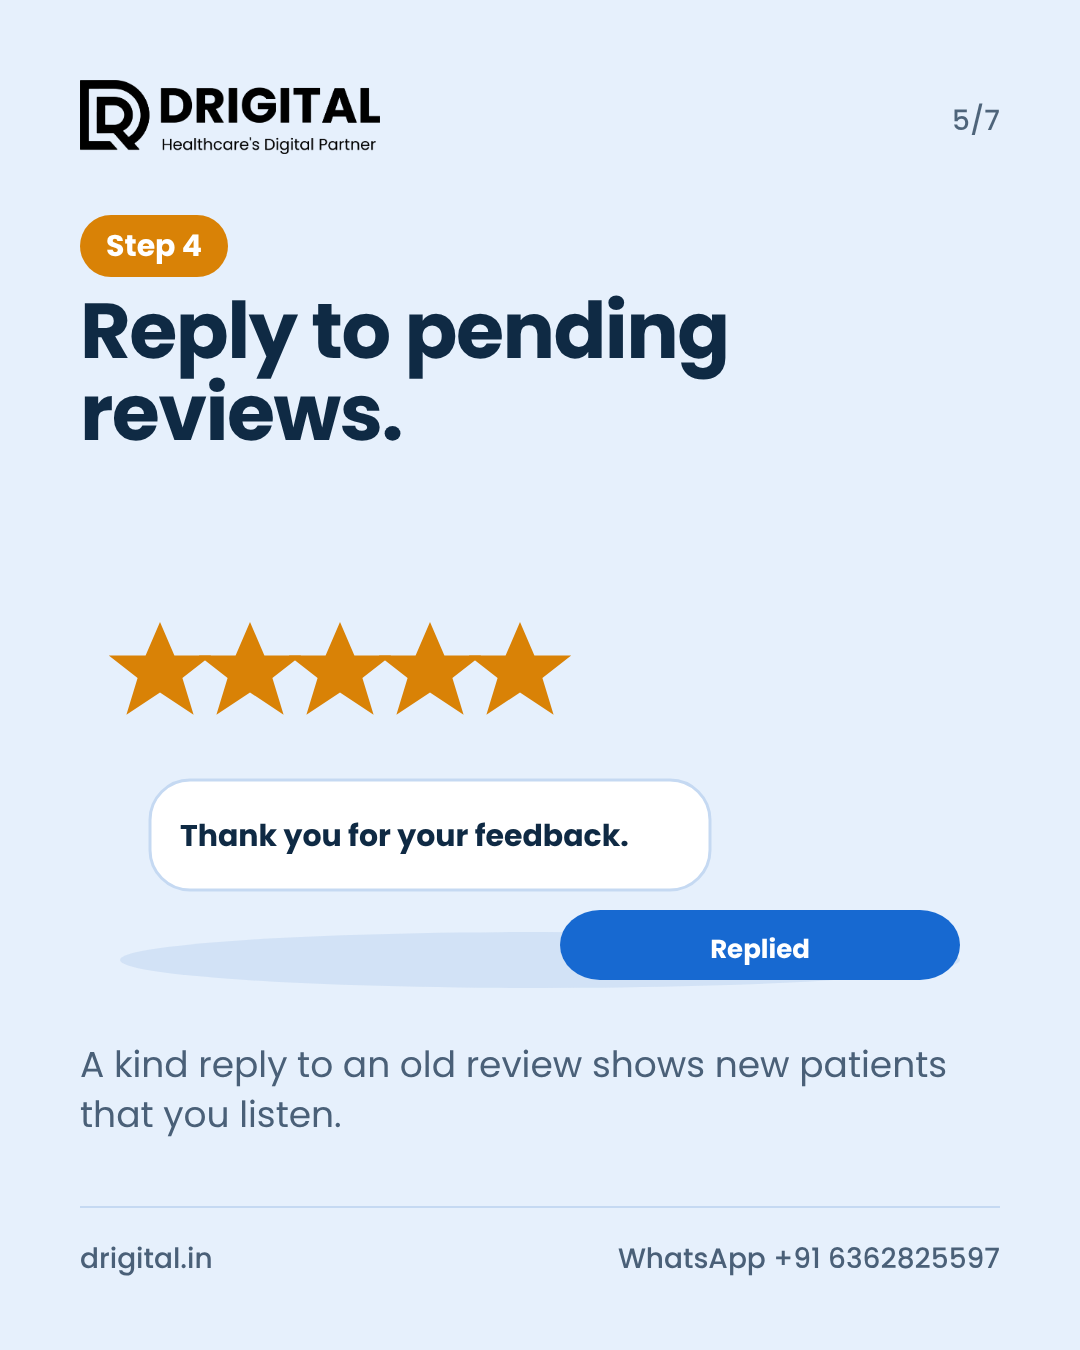 DRIGITAL
Healthcare's Digital Partner
5/7
Step 4
Reply to pending
reviews.
Thank you for your feedback.
Replied
A kind reply to an old review shows new patients
that you listen.
drigital.in
WhatsApp +91 6362825597